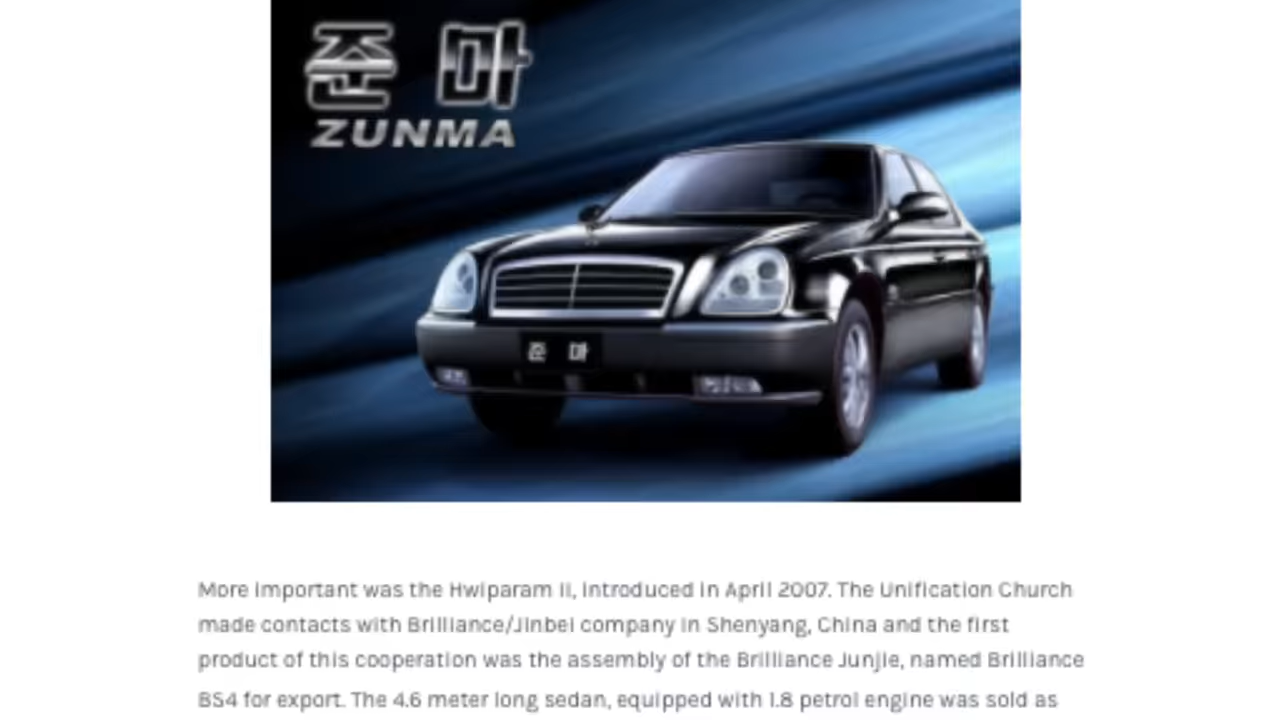 준 마
ZUNMA
준 마
More important was the Hwiparam II, introduced in April 2007. The Unification Church
made contacts with Brilliance/Jinbei company in Shenyang, China and the first
product of this cooperation was the assembly of the Brilliance Junjie, named Brilliance
BS4 for export. The 4.6 meter long sedan, equipped with 1.8 petrol engine was sold as